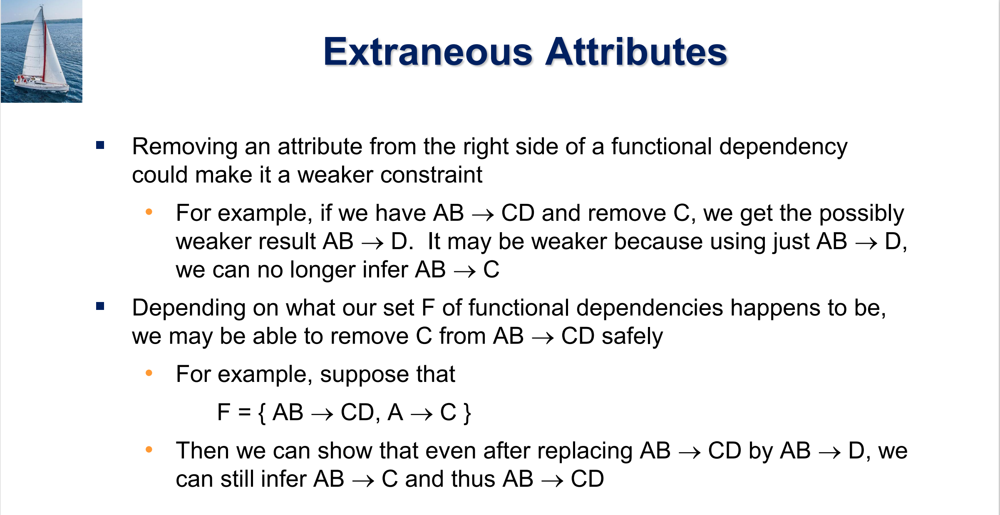 Extraneous Attributes
▪ Removing an attribute from the right side of a functional dependency
could make it a weaker constraint
• For example, if we have AB → CD and remove C, we get the possibly
weaker result AB → D.  It may be weaker because using just AB → D,
we can no longer infer AB → C
▪ Depending on what our set F of functional dependencies happens to be,
we may be able to remove C from AB → CD safely
• For example, suppose that
F = { AB → CD, A → C }
• Then we can show that even after replacing AB → CD by AB → D, we
can still infer AB → C and thus AB → CD